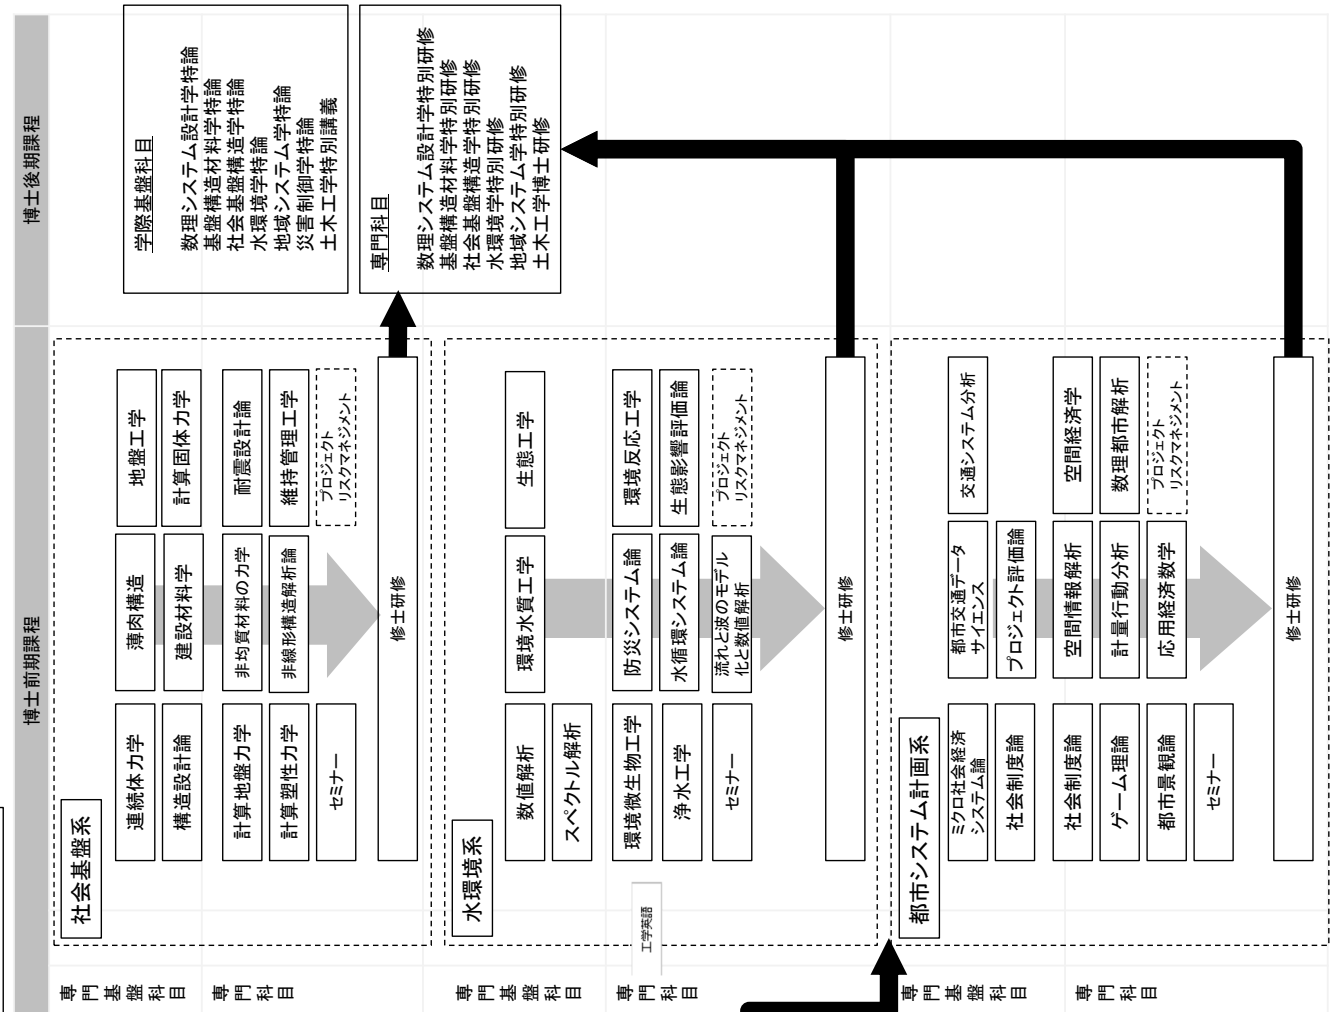 博士前期課程
博士後期課程
専門基盤科目
専門科目
社会基盤系
連続体力学
薄肉構造
地盤工学
構造設計論
建設材料学
計算固体力学
計算地盤力学
非均質材料の力学
耐震設計論
計算塑性力学
非線形構造解析論
維持管理工学
セミナー
プロジェクト
リスクマネジメント
修士研修
専門基盤科目
専門科目
水環境系
数値解析
環境水質工学
生態工学
スペクトル解析
環境微生物工学
防災システム論
環境反応工学
浄水工学
水循環システム論
生態影響評価論
セミナー
流れと波のモデル
化と数値解析
プロジェクト
リスクマネジメント
工学英語
修士研修
専門基盤科目
専門科目
都市システム計画系
ミクロ社会経済
システム論
都市交通データ
サイエンス
交通システム分析
社会制度論
プロジェクト評価論
社会制度論
空間情報解析
空間経済学
ゲーム理論
計量行動分析
数理都市解析
都市景観論
応用経済数学
プロジェクト
リスクマネジメント
セミナー
修士研修
学際基盤科目
数理システム設計学特論
基盤構造材料学特論
社会基盤構造学特論
水環境学特論
地域システム学特論
災害制御学特論
土木工学特別講義
専門科目
数理システム設計学特別研修
基盤構造材料学特別研修
社会基盤構造学特別研修
水環境学特別研修
地域システム学特別研修
土木工学博士研修